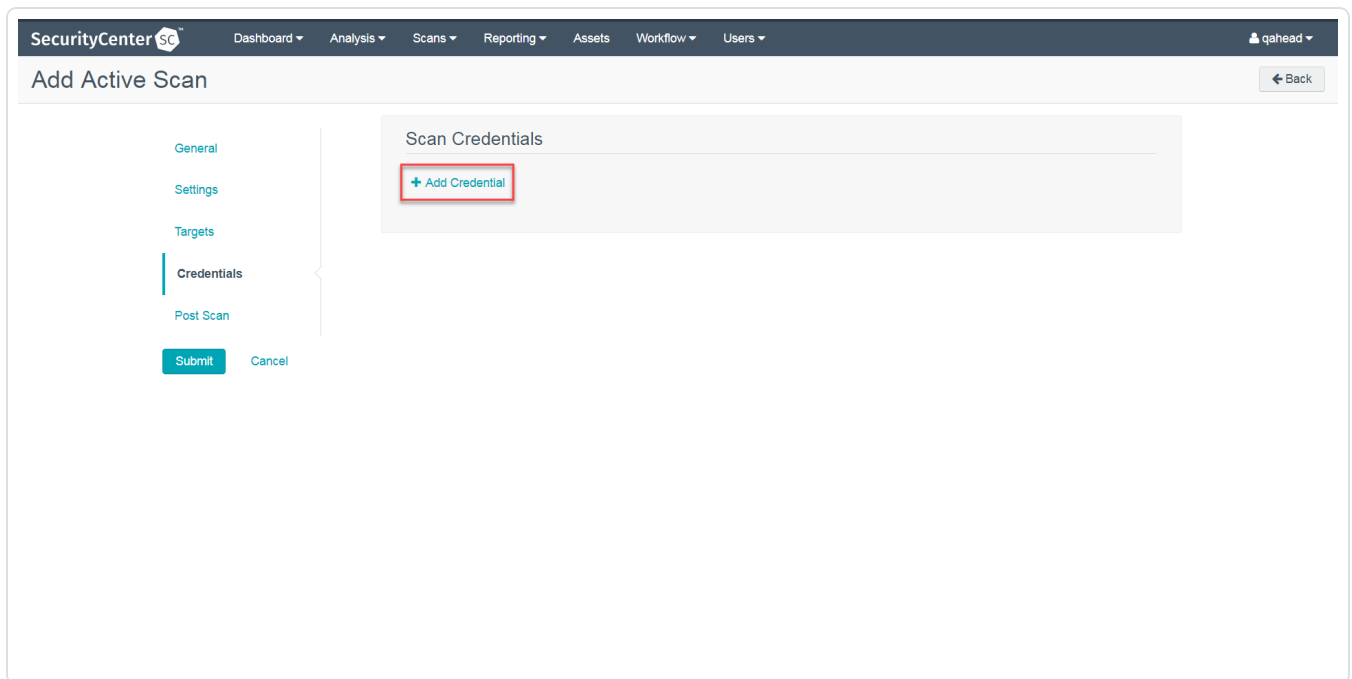 SecurityCenter SC™ Dashboard Analysis Scans Reporting Assets Workflow Users qahead
Add Active Scan Back
General
Settings
Targets
Credentials
Post Scan
Submit Cancel
Scan Credentials
+ Add Credential